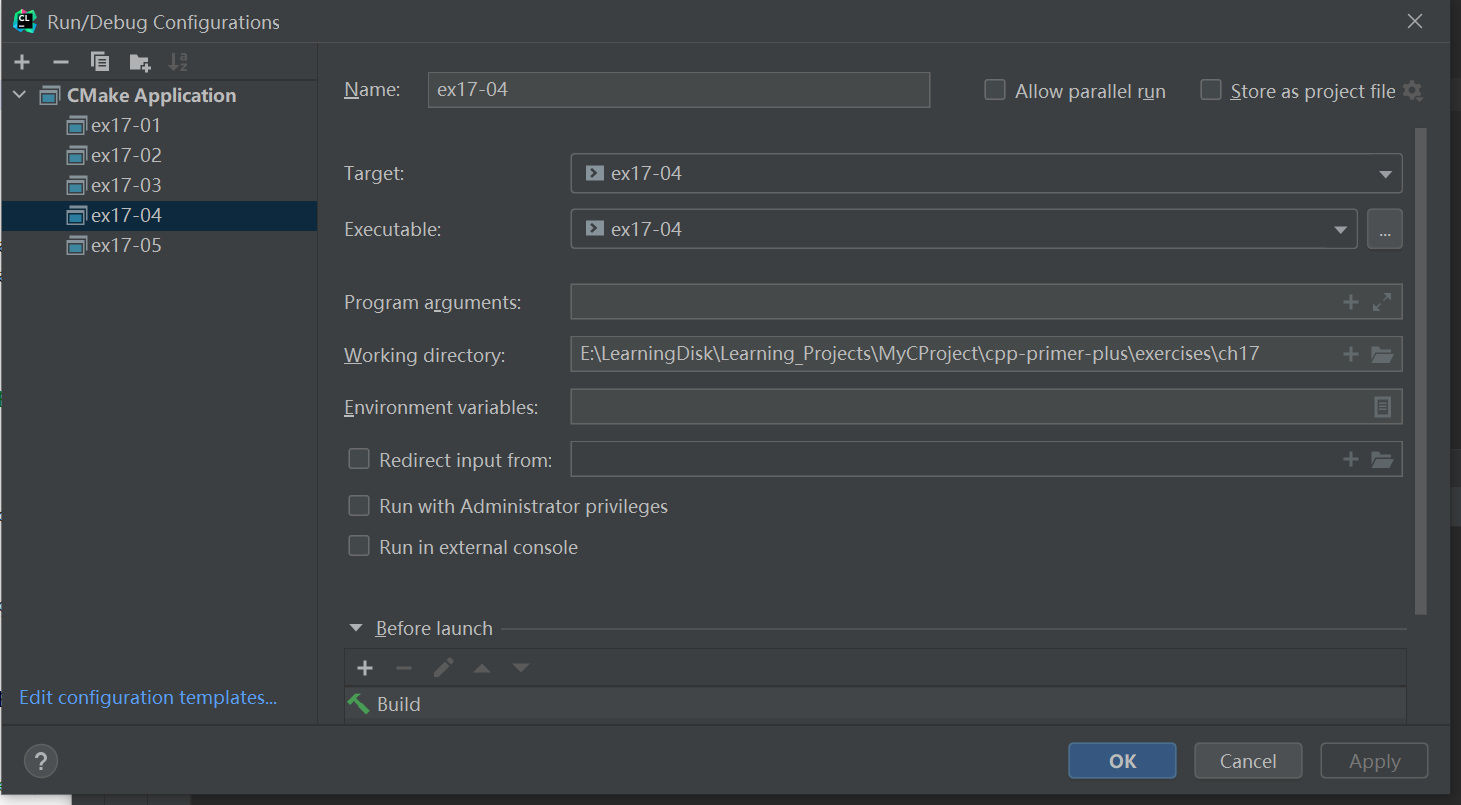 Run/Debug Configurations
CMake Application
ex17-01
ex17-02
ex17-03
ex17-04
ex17-05
Edit configuration templates...
Name: ex17-04 Allow parallel run Store as project file
Target: ex17-04
Executable: ex17-04 ...
Program arguments:
Working directory: E:\LearningDisk\Learning_Projects\MyCProject\cpp-primer-plus\exercises\ch17
Environment variables:
Redirect input from:
Run with Administrator privileges
Run in external console
Before launch
Build
? OK Cancel Apply